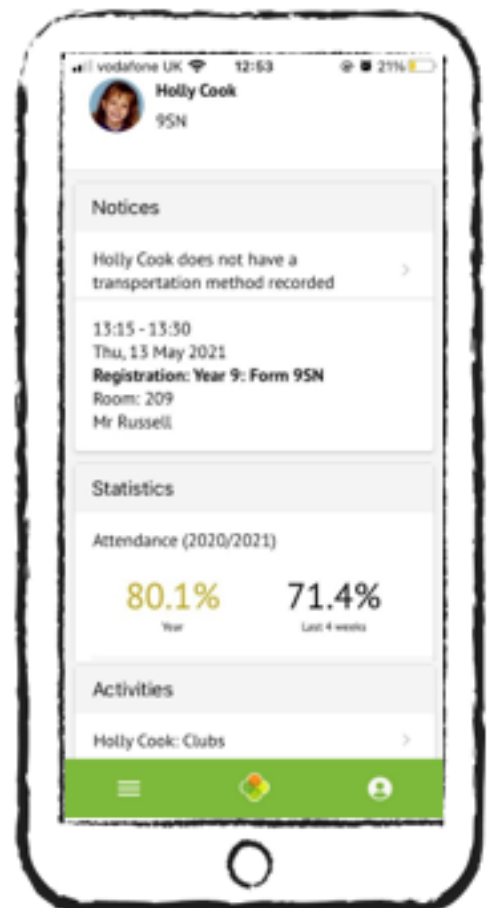 vodafone UK 12:53 21%
Holly Cook
9SN
Notices
Holly Cook does not have a
transportation method recorded
13:15 - 13:30
Thu, 13 May 2021
Registration: Year 9: Form 9SN
Room: 209
Mr Russell
Statistics
Attendance (2020/2021)
80.1% 71.4%
Year Last 4 weeks
Activities
Holly Cook: Clubs